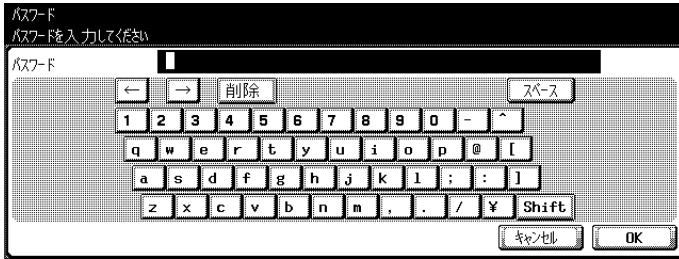 パスワード
パスワードを入力してください
パスワード
← → 削除 スペース
1 2 3 4 5 6 7 8 9 0 - ^
q w e r t y u i o p @ [
a s d f g h j k l ; : ]
z x c v b n m , . / ¥ Shift
キャンセル OK